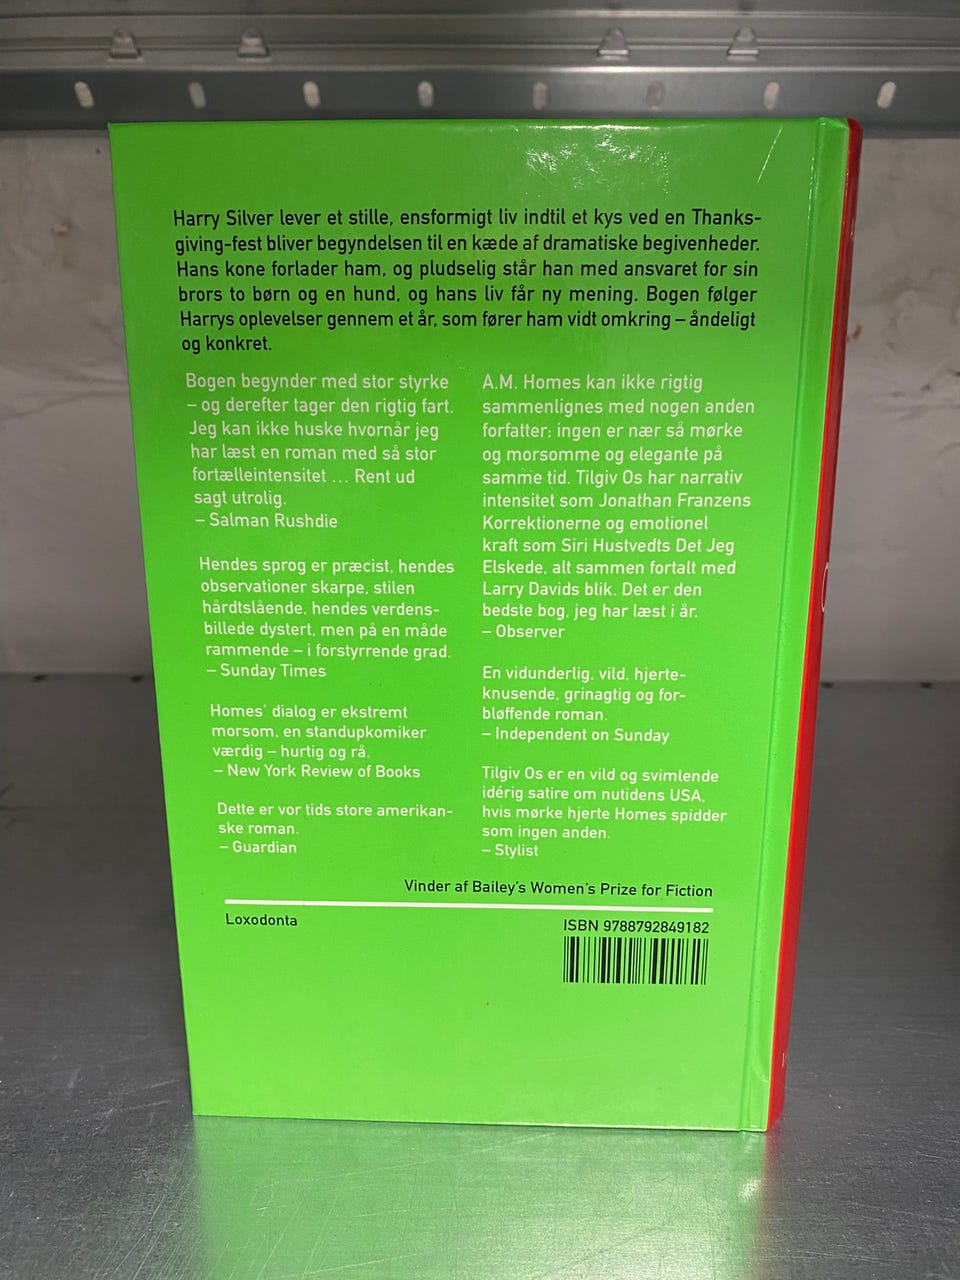 Harry Silver lever et stille, ensformigt liv indtil et kys ved en Thanks-
giving-fest bliver begyndelsen til en kæde af dramatiske begivenheder.
Hans kone forlader ham, og pludselig står han med ansvaret for sin
brors to børn og en hund, og hans liv får ny mening. Bogen følger
Harrys oplevelser gennem et år, som fører ham vidt omkring – åndeligt
og konkret.
Bogen begynder med stor styrke
– og derefter tager den rigtig fart.
Jeg kan ikke huske hvornår jeg
har læst en roman med så stor
fortælleintensitet ... Rent ud
sagt utrolig.
– Salman Rushdie
Hendes sprog er præcist, hendes
observationer skarpe, stilen
hårdtslående, hendes verdens-
billede dystert, men på en måde
rammende – i forstyrrende grad.
– Sunday Times
Homes' dialog er ekstremt
morsom, en standupkomiker
værdig – hurtig og rå.
– New York Review of Books
Dette er vor tids store amerikan-
ske roman.
– Guardian
A.M. Homes kan ikke rigtig
sammenlignes med nogen anden
forfatter; ingen er nær så mørke
og morsomme og elegante på
samme tid. Tilgiv Os har narrativ
intensitet som Jonathan Franzens
Korrektionerne og emotionel
kraft som Siri Hustvedts Det Jeg
Elskede, alt sammen fortalt med
Larry Davids blik. Det er den
bedste bog, jeg har læst i år.
– Observer
En vidunderlig, vild, hjerte-
knusende, grinagtig og for-
bløffende roman.
– Independent on Sunday
Tilgiv Os er en vild og svimlende
idérig satire om nutidens USA,
hvis mørke hjerte Homes spidder
som ingen anden.
– Stylist
Vinder af Bailey's Women's Prize for Fiction
Loxodonta
ISBN 9788792849182